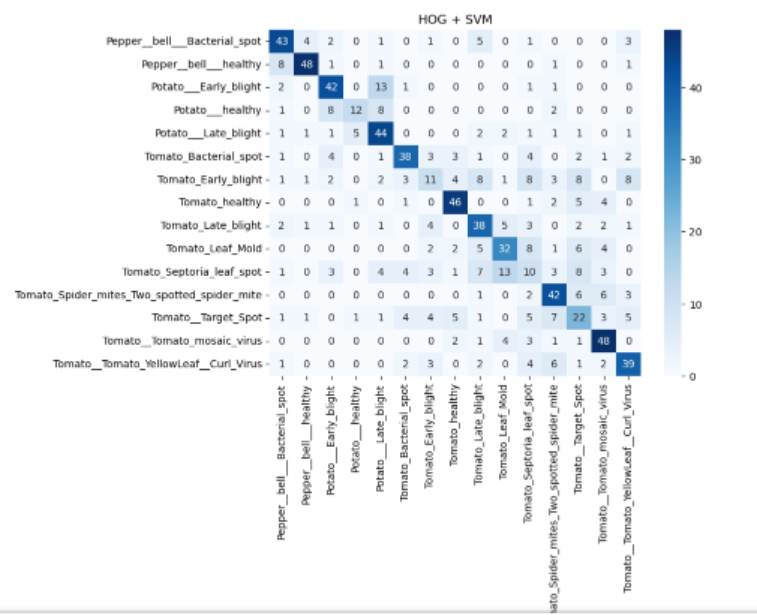 HOG + SVM
Pepper__bell___Bacterial_spot 43 4 2 0 1 0 1 0 5 0 1 0 0 0 3
Pepper__bell___healthy 8 48 1 0 1 0 0 0 0 0 0 1 0 0 1
40
Potato___Early_blight 2 0 42 0 13 1 0 0 0 0 1 1 0 0 0
Potato___healthy 1 0 8 12 8 0 0 0 0 0 0 2 0 0 0
Potato___Late_blight 1 1 1 5 44 0 0 0 2 2 1 1 1 0 1
30
Tomato_Bacterial_spot 1 0 4 0 1 38 3 3 1 0 4 0 2 1 2
Tomato_Early_blight 1 1 2 0 2 3 11 4 8 1 8 3 8 0 8
Tomato_healthy 0 0 0 1 0 1 0 46 0 0 1 2 5 4 0
20
Tomato_Late_blight 2 1 1 0 0 0 4 0 38 5 3 0 2 2 1
Tomato_Leaf_Mold 0 0 0 0 0 0 2 2 5 32 8 1 6 4 0
Tomato_Septoria_leaf_spot 1 0 3 0 4 4 3 1 7 13 10 3 8 3 0
10
Tomato_Spider_mites_Two_spotted_spider_mite 0 0 0 0 0 0 0 0 1 0 2 42 6 6 3
Tomato__Target_Spot 1 1 0 1 1 4 4 5 1 0 5 7 22 3 5
Tomato__Tomato_mosaic_virus 0 0 0 0 0 0 0 2 1 4 3 1 1 48 0
Tomato__Tomato_YellowLeaf__Curl_Virus 1 0 0 0 0 2 3 0 2 0 4 6 1 2 39
0
Pepper__bell___Bacterial_spot
Pepper__bell___healthy
Potato___Early_blight
Potato___healthy
Potato___Late_blight
Tomato_Bacterial_spot
Tomato_Early_blight
Tomato_healthy
Tomato_Late_blight
Tomato_Leaf_Mold
Tomato_Septoria_leaf_spot
ato_Spider_mites_Two_spotted_spider_mite
Tomato__Target_Spot
Tomato__Tomato_mosaic_virus
Tomato__Tomato_YellowLeaf__Curl_Virus